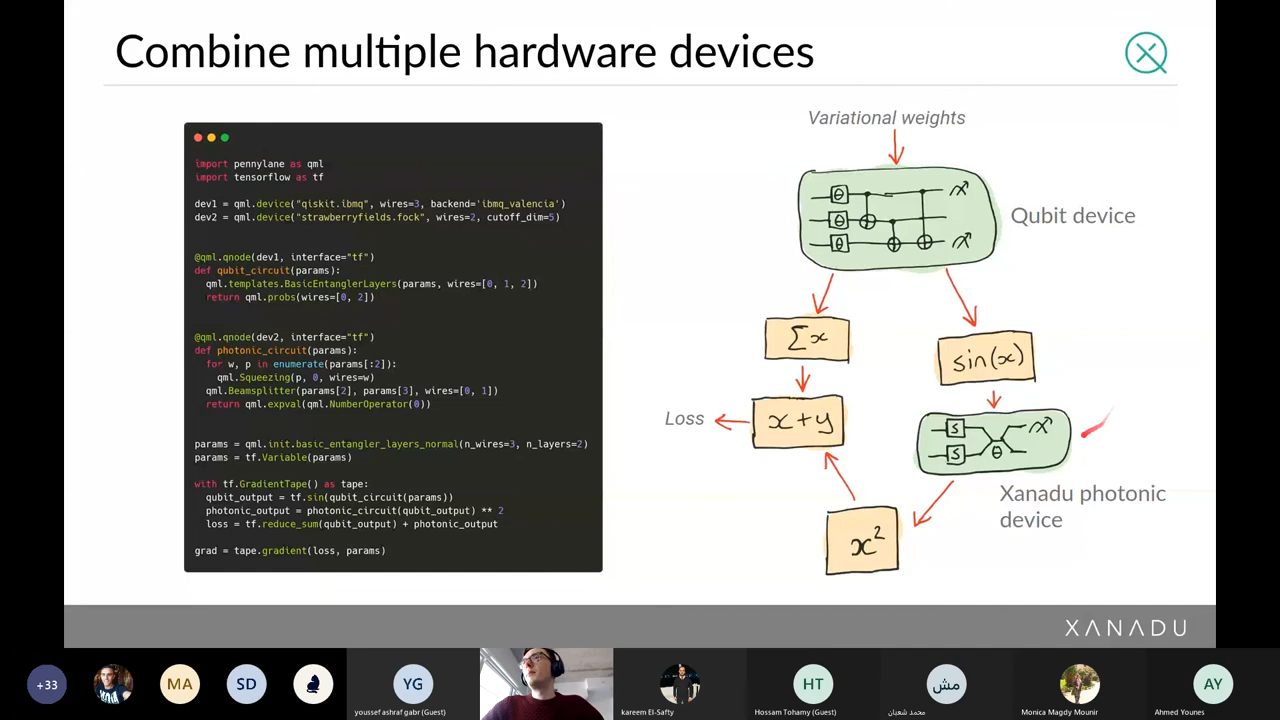 Combine multiple hardware devices
import pennylane as qml
import tensorflow as tf
dev1 = qml.device("qiskit.ibmq", wires=3, backend='ibmq_valencia')
dev2 = qml.device("strawberryfields.fock", wires=2, cutoff_dim=5)
@qml.qnode(dev1, interface="tf")
def qubit_circuit(params):
qml.templates.BasicEntanglerLayers(params, wires=[0, 1, 2])
return qml.probs(wires=[0, 2])
@qml.qnode(dev2, interface="tf")
def photonic_circuit(params):
for w, p in enumerate(params[:2]):
qml.Squeezing(p, 0, wires=w)
qml.Beamsplitter(params[2], params[3], wires=[0, 1])
return qml.expval(qml.NumberOperator(0))
params = qml.init.basic_entangler_layers_normal(n_wires=3, n_layers=2)
params = tf.Variable(params)
with tf.GradientTape() as tape:
qubit_output = tf.sin(qubit_circuit(params))
photonic_output = photonic_circuit(qubit_output) ** 2
loss = tf.reduce_sum(qubit_output) + photonic_output
grad = tape.gradient(loss, params)
Variational weights
θ
θ
θ
Qubit device
∑x
sin(x)
Loss
x+y
S
S
θ
Xanadu photonic
device
x²
XANADU
+33
MA
SD
YG
youssef ashraf gabr (Guest)
kareem El-Safty
HT
Hossam Tohamy (Guest)
مش
محمد شعبان
Monica Magdy Mounir
AY
Ahmed Younes